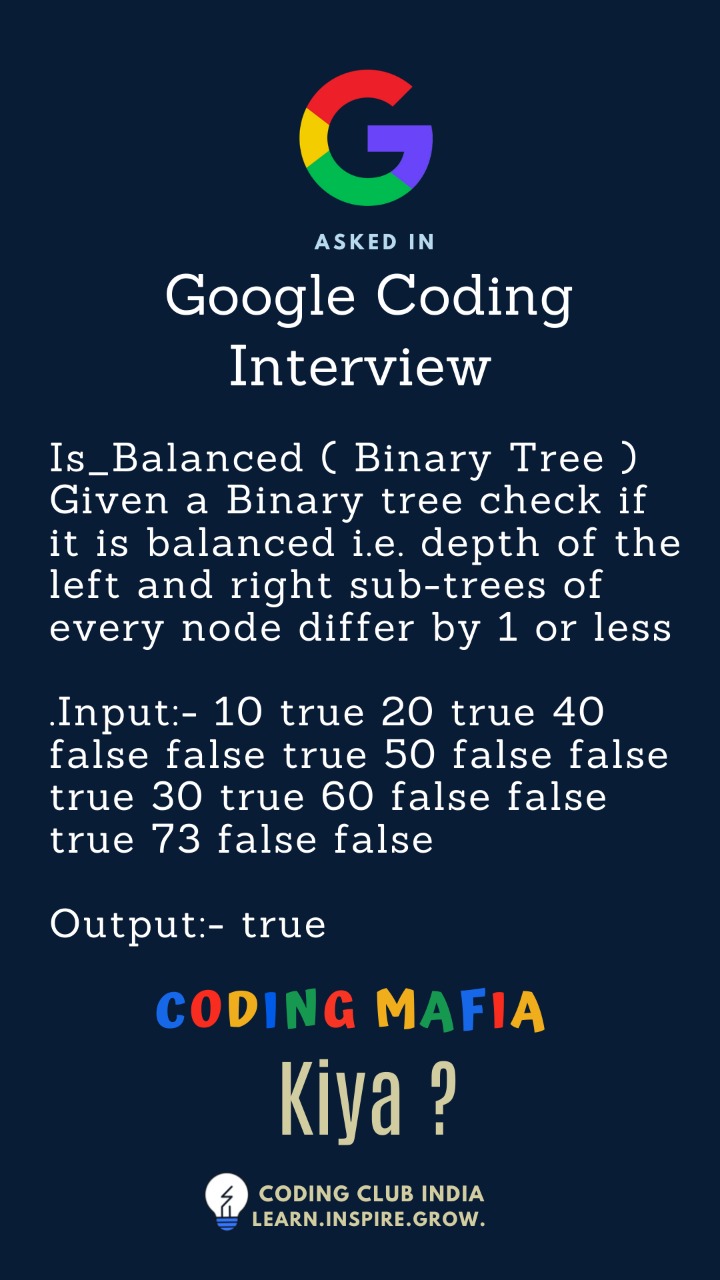 ASKED IN
Google Coding
Interview
Is_Balanced ( Binary Tree )
Given a Binary tree check if
it is balanced i.e. depth of the
left and right sub-trees of
every node differ by 1 or less
.Input:- 10 true 20 true 40
false false true 50 false false
true 30 true 60 false false
true 73 false false
Output:- true
CODING MAFIA
Kiya ?
CODING CLUB INDIA
LEARN.INSPIRE.GROW.